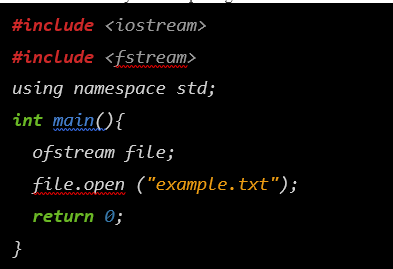 #include <iostream>
#include <fstream>
using namespace std;
int main(){
ofstream file;
file.open ("example.txt");
return 0;
}